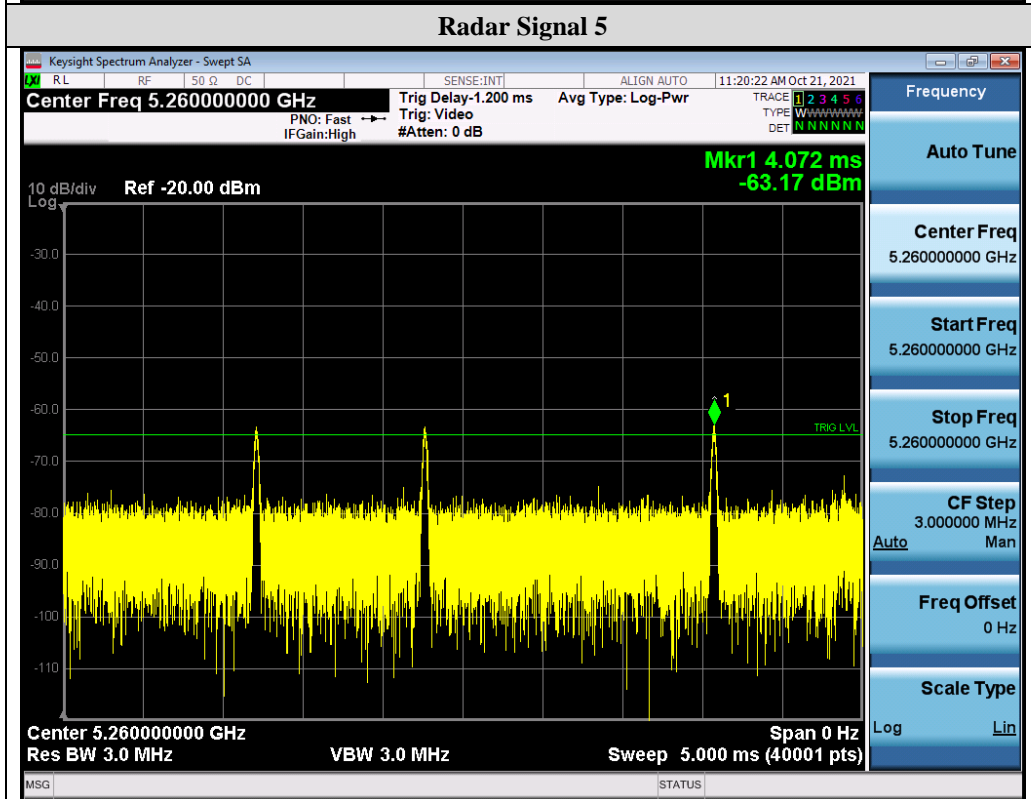 Radar Signal 5
Keysight Spectrum Analyzer - Swept SA
LXI RL RF 50 Ω DC SENSE:INT ALIGN AUTO 11:20:22 AM Oct 21, 2021
Center Freq 5.260000000 GHz
PNO: Fast
IFGain:High
Trig Delay-1.200 ms
Trig: Video
#Atten: 0 dB
Avg Type: Log-Pwr
TRACE 1 2 3 4 5 6
TYPE WWWWWW
DET N N N N N N
Mkr1 4.072 ms
-63.17 dBm
10 dB/div Ref -20.00 dBm
Log
-30.0
-40.0
-50.0
-60.0
-70.0
-80.0
-90.0
-100
-110
1
TRIG LVL
Center 5.260000000 GHz Span 0 Hz
Res BW 3.0 MHz VBW 3.0 MHz Sweep 5.000 ms (40001 pts)
MSG STATUS
Frequency
Auto Tune
Center Freq
5.260000000 GHz
Start Freq
5.260000000 GHz
Stop Freq
5.260000000 GHz
CF Step
3.000000 MHz
Auto Man
Freq Offset
0 Hz
Scale Type
Log Lin